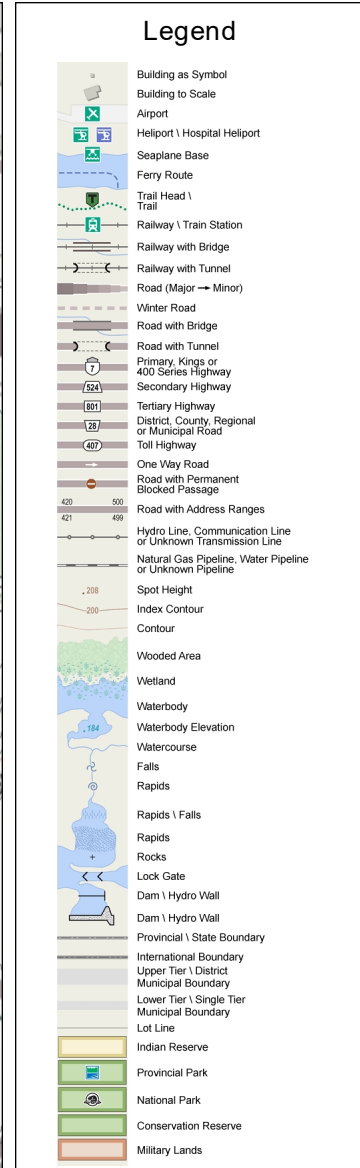 Legend
Building as Symbol
Building to Scale
Airport
Heliport \ Hospital Heliport
Seaplane Base
Ferry Route
Trail Head \
Trail
Railway \ Train Station
Railway with Bridge
Railway with Tunnel
Road (Major → Minor)
Winter Road
Road with Bridge
Road with Tunnel
7
Primary, Kings or
400 Series Highway
524 Secondary Highway
801 Tertiary Highway
28
District, County, Regional
or Municipal Road
407 Toll Highway
One Way Road
Road with Permanent
Blocked Passage
420 500
Road with Address Ranges
421 499
Hydro Line, Communication Line
or Unknown Transmission Line
Natural Gas Pipeline, Water Pipeline
or Unknown Pipeline
.208 Spot Height
200 Index Contour
Contour
Wooded Area
Wetland
Waterbody
.184 Waterbody Elevation
Watercourse
Falls
Rapids
Rapids \ Falls
Rapids
Rocks
Lock Gate
Dam \ Hydro Wall
Dam \ Hydro Wall
Provincial \ State Boundary
International Boundary
Upper Tier \ District
Municipal Boundary
Lower Tier \ Single Tier
Municipal Boundary
Lot Line
Indian Reserve
Provincial Park
National Park
Conservation Reserve
Military Lands